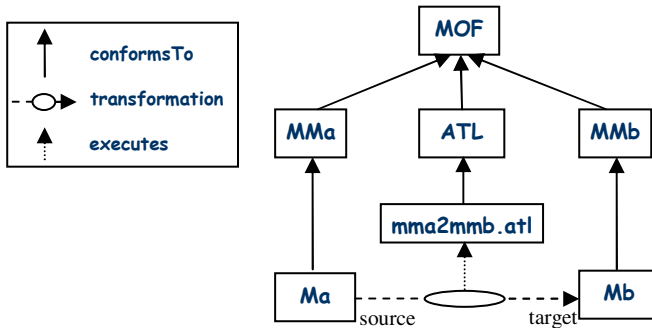 conformsTo
transformation
executes
MOF
MMa
ATL
MMb
mma2mmb.atl
Ma
Mb
source
target